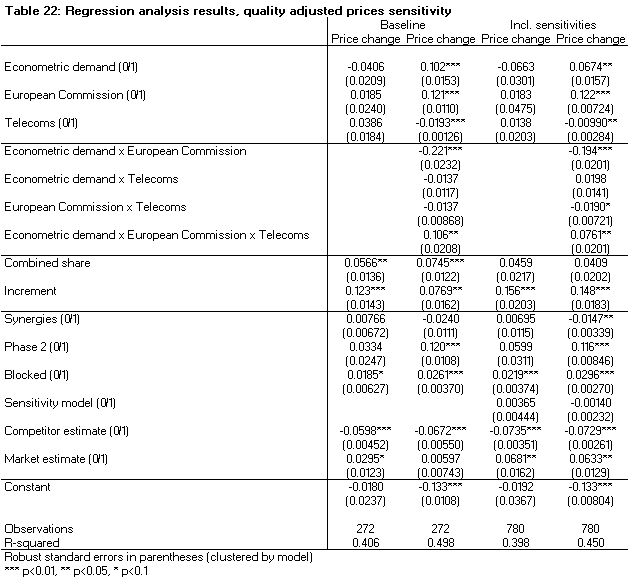 Table 22: Regression analysis results, quality adjusted prices sensitivity
Baseline Incl. sensitivities
Price change Price change Price change Price change
Econometric demand (0/1) -0.0406 0.102*** -0.0663 0.0674**
(0.0209) (0.0153) (0.0301) (0.0157)
European Commission (0/1) 0.0185 0.121*** 0.0183 0.122***
(0.0240) (0.0110) (0.0475) (0.00724)
Telecoms (0/1) 0.0386 -0.0193*** 0.0138 -0.00990**
(0.0184) (0.00126) (0.0203) (0.00284)
Econometric demand x European Commission -0.221*** -0.194***
(0.0232) (0.0201)
Econometric demand x Telecoms -0.0137 0.0198
(0.0117) (0.0141)
European Commission x Telecoms -0.0137 -0.0190*
(0.00868) (0.00721)
Econometric demand x European Commission x Telecoms 0.106** 0.0761**
(0.0208) (0.0201)
Combined share 0.0566** 0.0745*** 0.0459 0.0409
(0.0136) (0.0122) (0.0217) (0.0202)
Increment 0.123*** 0.0769** 0.156*** 0.148***
(0.0143) (0.0162) (0.0203) (0.0183)
Synergies (0/1) 0.00766 -0.0240 0.00695 -0.0147**
(0.00672) (0.0111) (0.0115) (0.00339)
Phase 2 (0/1) 0.0334 0.120*** 0.0599 0.116***
(0.0247) (0.0108) (0.0311) (0.00846)
Blocked (0/1) 0.0185* 0.0261*** 0.0219*** 0.0296***
(0.00627) (0.00370) (0.00374) (0.00270)
Sensitivity model (0/1) 0.00365 -0.00140
(0.00444) (0.00232)
Competitor estimate (0/1) -0.0598*** -0.0672*** -0.0735*** -0.0729***
(0.00452) (0.00550) (0.00351) (0.00261)
Market estimate (0/1) 0.0295* 0.00597 0.0681** 0.0633**
(0.0123) (0.00743) (0.0162) (0.0129)
Constant -0.0180 -0.133*** -0.0192 -0.133***
(0.0237) (0.0108) (0.0367) (0.00804)
Observations 272 272 780 780
R-squared 0.406 0.498 0.398 0.450
Robust standard errors in parentheses (clustered by model)
*** p<0.01, ** p<0.05, * p<0.1